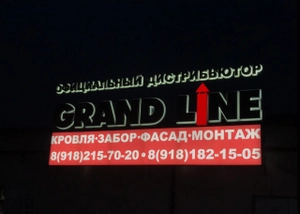 ОФИЦИАЛЬНЫЙ ДИСТРИБЬЮТОР
GRAND LINE
КРОВЛЯ·ЗАБОР·ФАСАД·МОНТАЖ
8(918)215-70-20·8(918)182-15-05